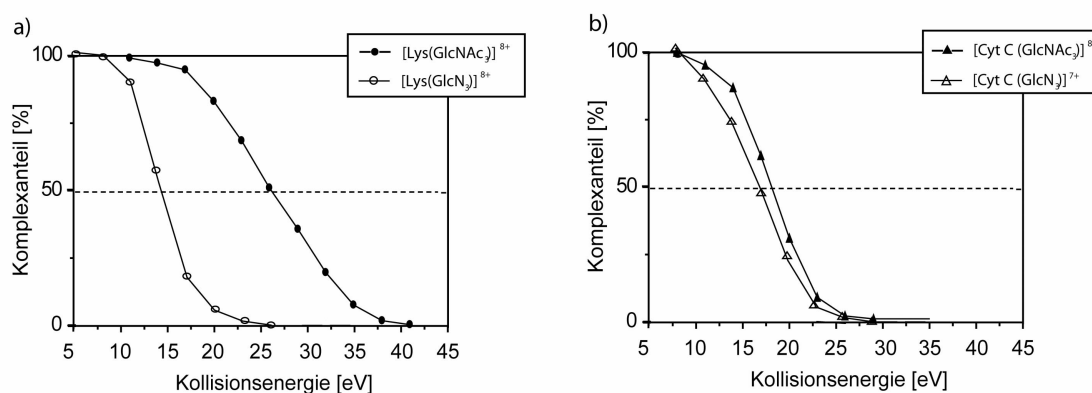 a)
[Lys(GlcNAc₃)] ⁸⁺
[Lys(GlcN₃)] ⁸⁺
Komplexanteil [%]
100
50
0
5 10 15 20 25 30 35 40 45
Kollisionsenergie [eV]
b)
[Cyt C (GlcNAc₃)] ⁸
[Cyt C (GlcN₃)] ⁷⁺
Komplexanteil [%]
100
50
0
5 10 15 20 25 30 35 40 45
Kollisionsenergie [eV]